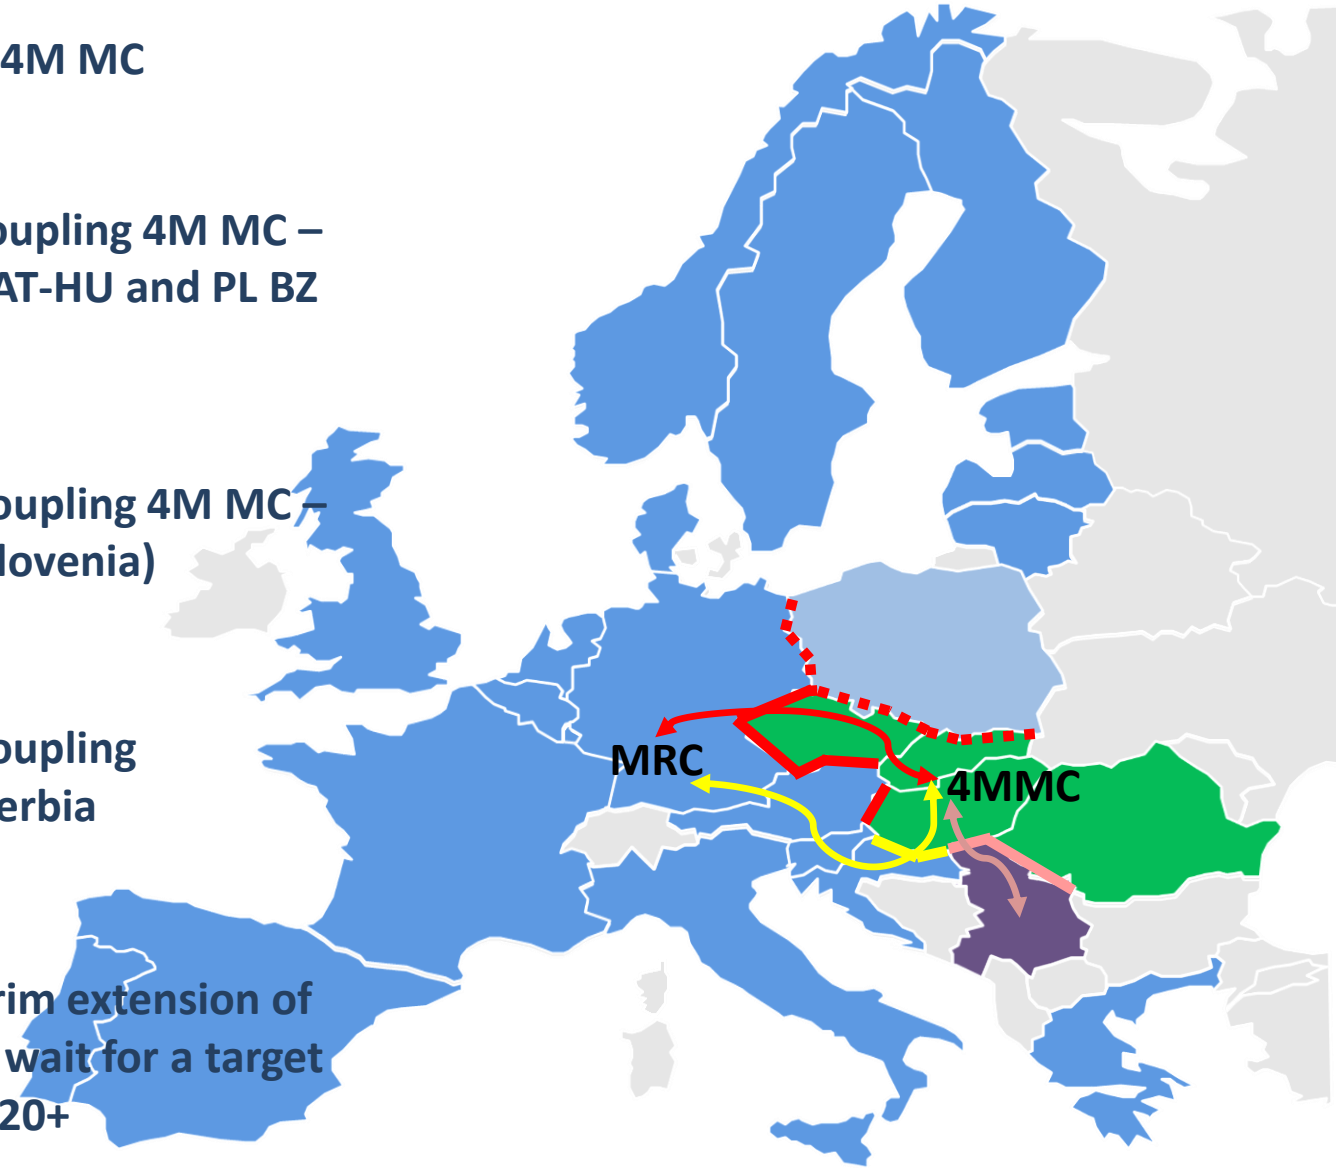 4M MC
oupling 4M MC –
AT-HU and PL BZ
oupling 4M MC –
lovenia)
oupling
erbia
rim extension of
wait for a target
20+
MRC
4MMC